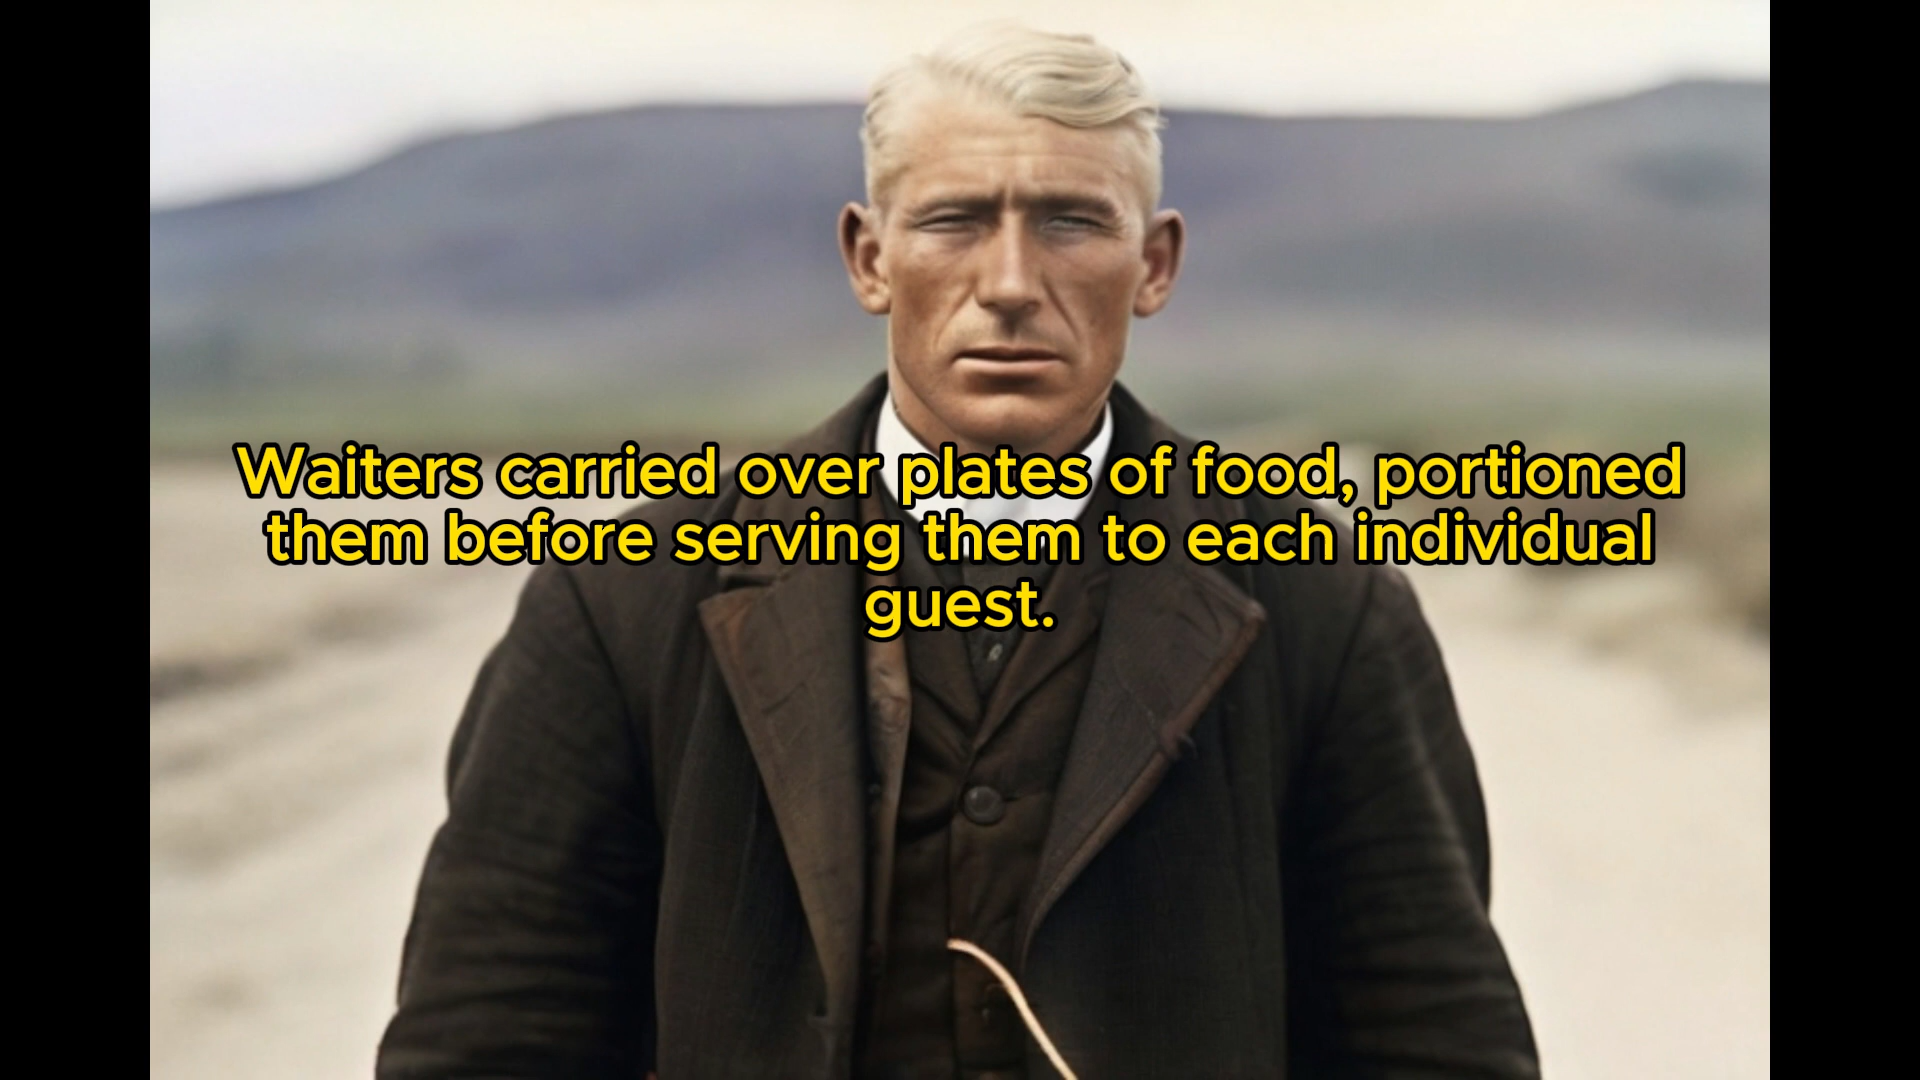 Waiters carried over plates of food, portioned
them before serving them to each individual
guest.